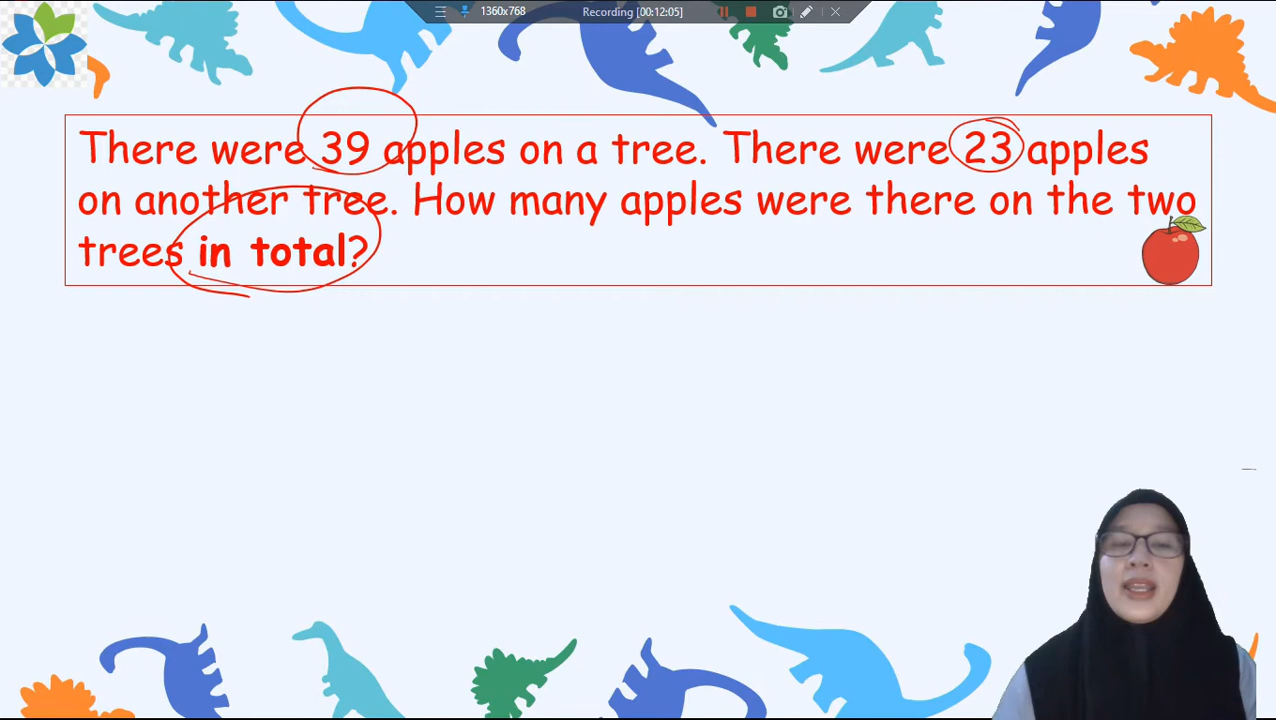 1360x768
Recording [00:12:05]
There were 39 apples on a tree. There were 23 apples
on another tree. How many apples were there on the two
trees in total?